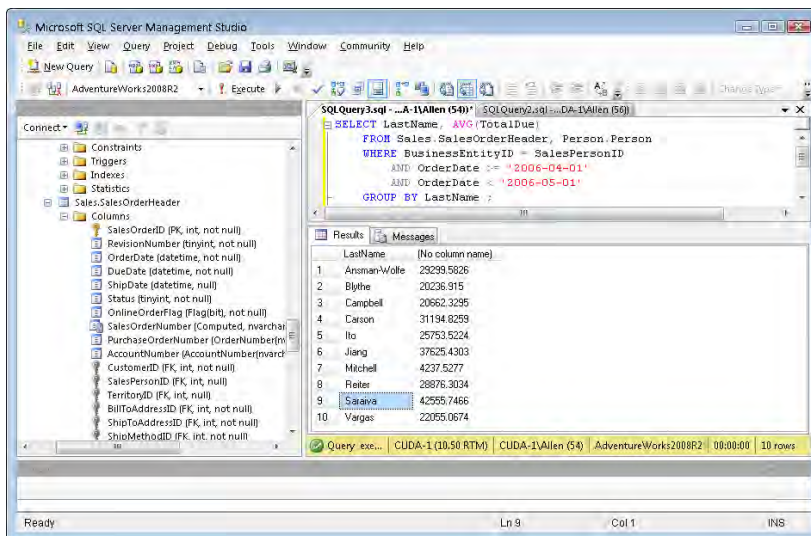 Microsoft SQL Server Management Studio
File Edit View Query Project Debug Tools Window Community Help
New Query
AdventureWorks2008R2 Execute Change Type
SQLQuery3.sql - ...A-1\Allen (54))* SQLQuery2.sql -...DA-1\Allen (56))
Connect
Constraints
Triggers
Indexes
Statistics
Sales.SalesOrderHeader
Columns
SalesOrderID (PK, int, not null)
RevisionNumber (tinyint, not null)
OrderDate (datetime, not null)
DueDate (datetime, not null)
ShipDate (datetime, null)
Status (tinyint, not null)
OnlineOrderFlag (Flag(bit), not null)
SalesOrderNumber (Computed, nvarchar
PurchaseOrderNumber (OrderNumber(n
AccountNumber (AccountNumber(nvarch
CustomerID (FK, int, not null)
SalesPersonID (FK, int, null)
TerritoryID (FK, int, null)
BillToAddressID (FK, int, not null)
ShipToAddressID (FK, int, not null)
ShipMethodID (FK, int, not null)
SELECT LastName, AVG(TotalDue)
FROM Sales.SalesOrderHeader, Person.Person
WHERE BusinessEntityID = SalesPersonID
AND OrderDate >= '2006-04-01'
AND OrderDate < '2006-05-01'
GROUP BY LastName ;
Results Messages
LastName (No column name)
1 Ansman-Wolfe 29299.5826
2 Blythe 20236.915
3 Campbell 20662.3295
4 Carson 31194.8259
5 Ito 25753.5224
6 Jiang 37625.4303
7 Mitchell 4237.5277
8 Reiter 28876.3034
9 Saraiva 42555.7466
10 Vargas 22055.0674
Query exe... CUDA-1 (10.50 RTM) CUDA-1\Allen (54) AdventureWorks2008R2 00:00:00 10 rows
Ready Ln 9 Col 1 INS